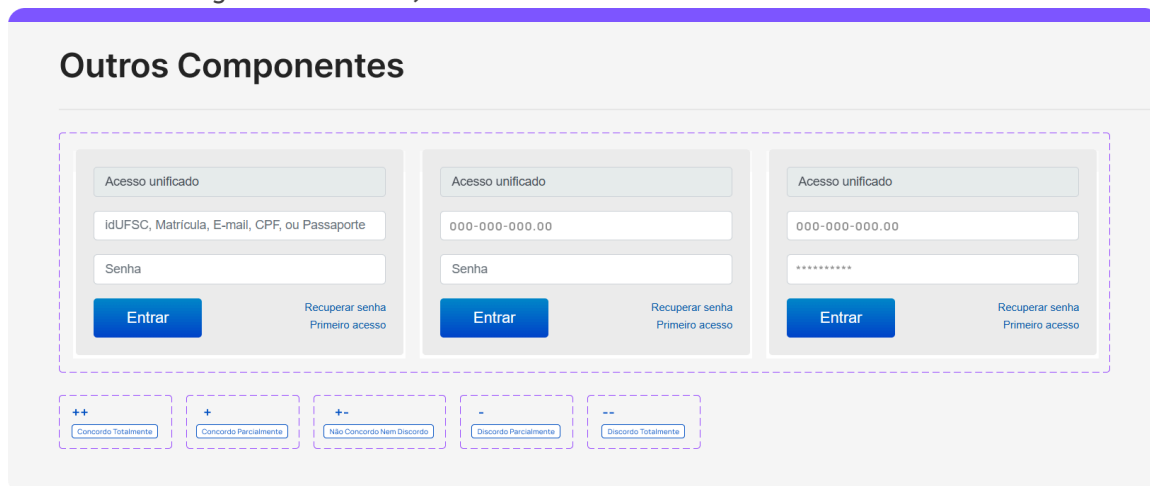 Outros Componentes
Acesso unificado
idUFSC, Matrícula, E-mail, CPF, ou Passaporte
Senha
Entrar
Recuperar senha
Primeiro acesso
Acesso unificado
000-000-000.00
Senha
Entrar
Recuperar senha
Primeiro acesso
Acesso unificado
000-000-000.00
**********
Entrar
Recuperar senha
Primeiro acesso
++
Concordo Totalmente
+
Concordo Parcialmente
+-
Não Concordo Nem Discordo
-
Discordo Parcialmente
--
Discordo Totalmente